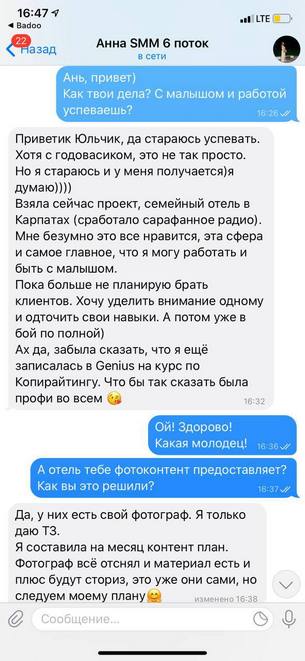 16:47
LTE
Badoo
22
Назад
Анна SMM 6 поток
в сети
Ань, привет)
Как твои дела? С малышом и работой
успеваешь?
16:26
Приветик Юльчик, да стараюсь успевать.
Хотя с годовасиком, это не так просто.
Но я стараюсь и у меня получается)я
думаю))))
Взяла сейчас проект, семейный отель в
Карпатах (сработало сарафанное радио).
Мне безумно это все нравится, эта сфера
и самое главное, что я могу работать и
быть с малышом.
Пока больше не планирую брать
клиентов. Хочу уделить внимание одному
и одточить свои навыки. А потом уже в
бой по полной)
Ах да, забыла сказать, что я ещё
записалась в Genius на курс по
Копирайтингу. Что бы так сказать была
профи во всем 😘
16:32
Ой! Здорово!
Какая молодец!
16:36
А отель тебе фотоконтент предоставляет?
Как вы это решили?
16:37
Да, у них есть свой фотограф. Я только
даю ТЗ.
Я составила на месяц контент план.
Фотограф всё отснял и материал есть и
плюс будут сториз, это уже они сами, но
следуем моему плану🤗
изменено 16:38
Сообщение...